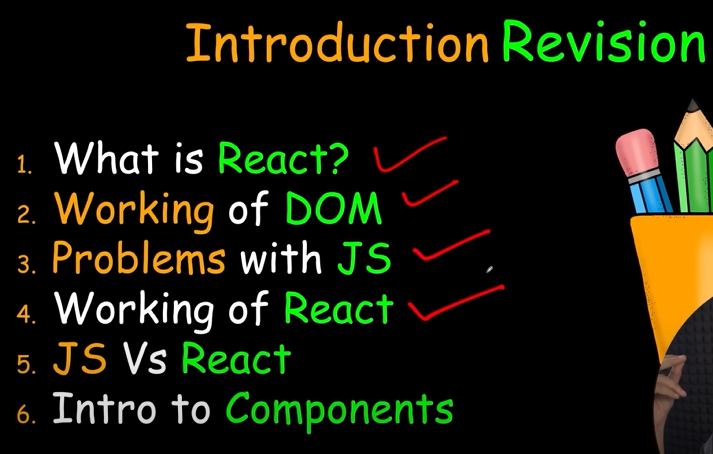 Introduction Revision
1. What is React?
2. Working of DOM
3. Problems with JS
4. Working of React
5. JS Vs React
6. Intro to Components